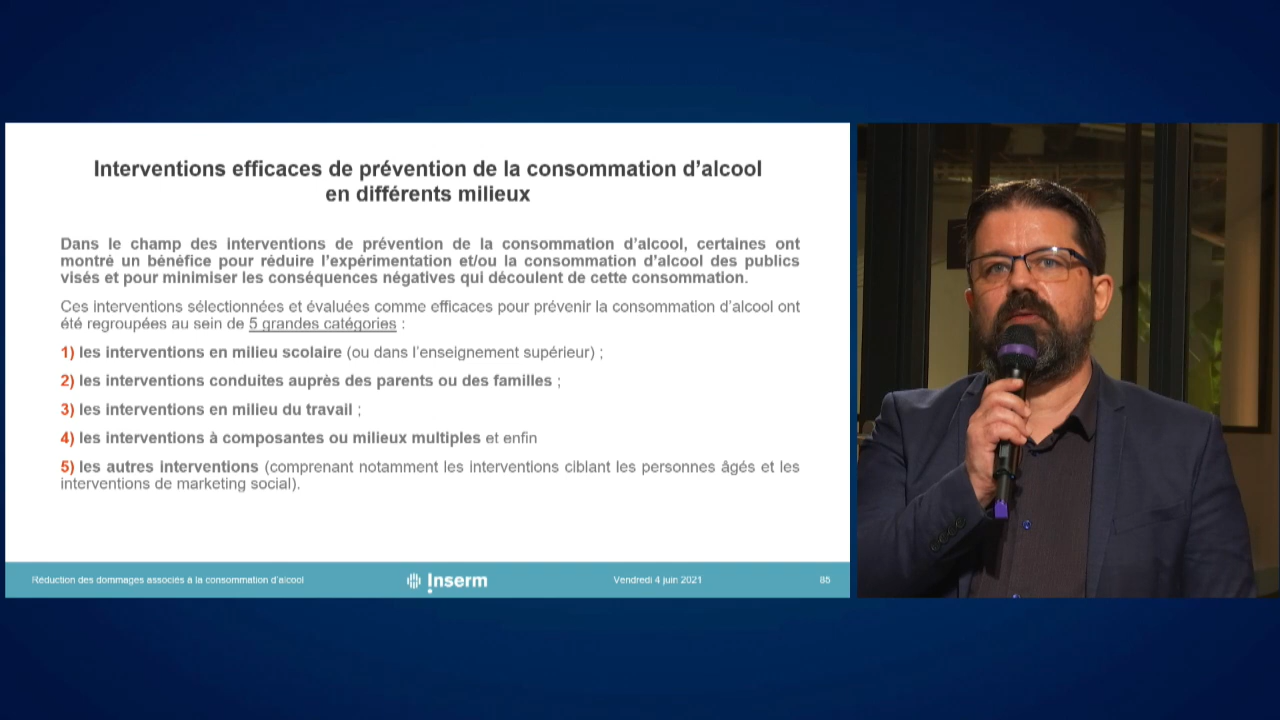 Interventions efficaces de prévention de la consommation d'alcool
en différents milieux
Dans le champ des interventions de prévention de la consommation d'alcool, certaines ont
montré un bénéfice pour réduire l'expérimentation et/ou la consommation d'alcool des publics
visés et pour minimiser les conséquences négatives qui découlent de cette consommation.
Ces interventions sélectionnées et évaluées comme efficaces pour prévenir la consommation d'alcool ont
été regroupées au sein de 5 grandes catégories :
1) les interventions en milieu scolaire (ou dans l'enseignement supérieur) ;
2) les interventions conduites auprès des parents ou des familles ;
3) les interventions en milieu du travail ;
4) les interventions à composantes ou milieux multiples et enfin
5) les autres interventions (comprenant notamment les interventions ciblant les personnes âgés et les
interventions de marketing social).
Réduction des dommages associés à la consommation d'alcool
Inserm
Vendredi 4 juin 2021
85